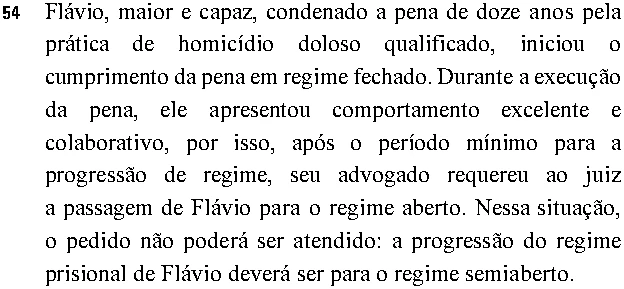 54 Flávio, maior e capaz, condenado a pena de doze anos pela
prática de homicídio doloso qualificado, iniciou o
cumprimento da pena em regime fechado. Durante a execução
da pena, ele apresentou comportamento excelente e
colaborativo, por isso, após o período mínimo para a
progressão de regime, seu advogado requereu ao juiz
a passagem de Flávio para o regime aberto. Nessa situação,
o pedido não poderá ser atendido: a progressão do regime
prisional de Flávio deverá ser para o regime semiaberto.